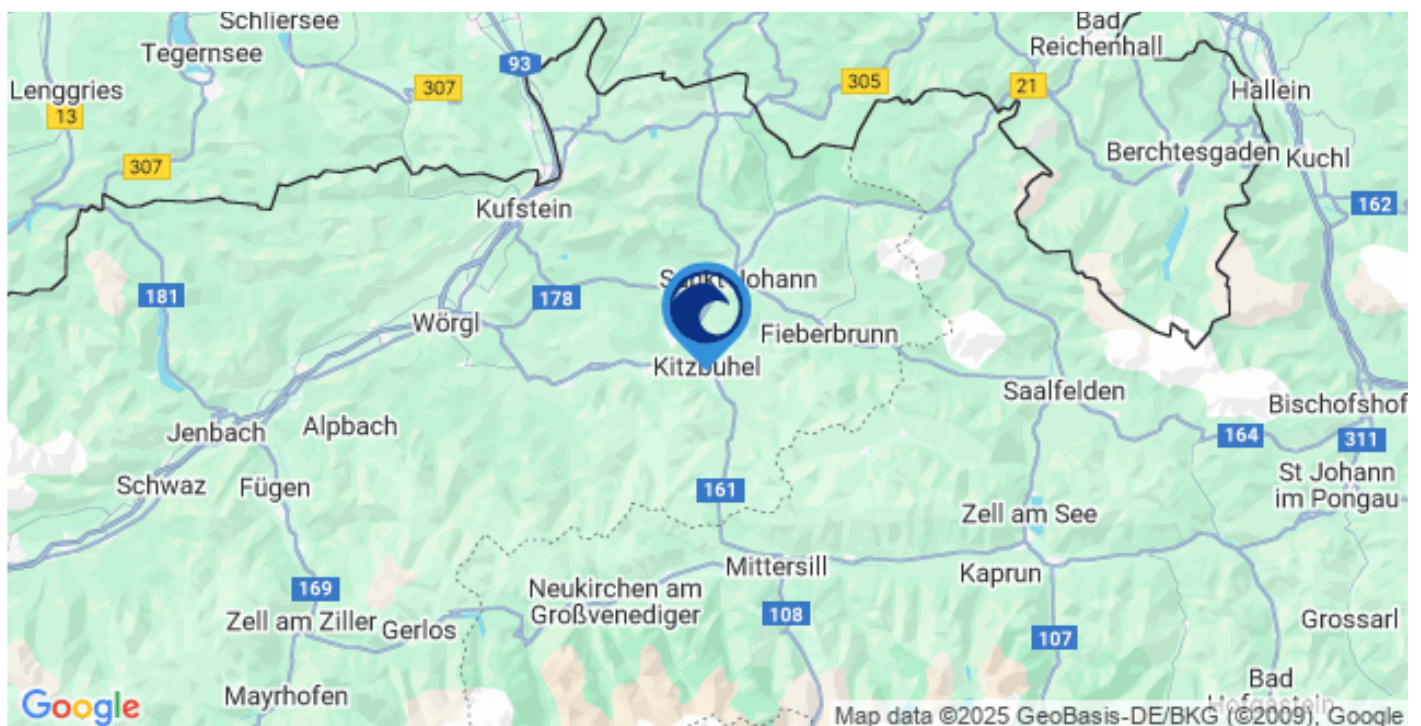 Schliersee
Tegernsee
93
Bad
Reichenhall
Lenggries
307
305
21
Hallein
13
307
Berchtesgaden
Kuchl
Kufstein
162
181
178
Sankt Johann
Wörgl
Fieberbrunn
Kitzbühel
Saalfelden
Bischofshof
Jenbach
Alpbach
164
311
Schwaz
Fügen
161
St Johann
im Pongau
Zell am See
Mittersill
Kaprun
169
Neukirchen am
Großvenediger
108
Zell am Ziller
Gerlos
107
Grossarl
Mayrhofen
Bad
Hofgastein
Google
Map data ©2025 GeoBasis-DE/BKG (©2009), Google